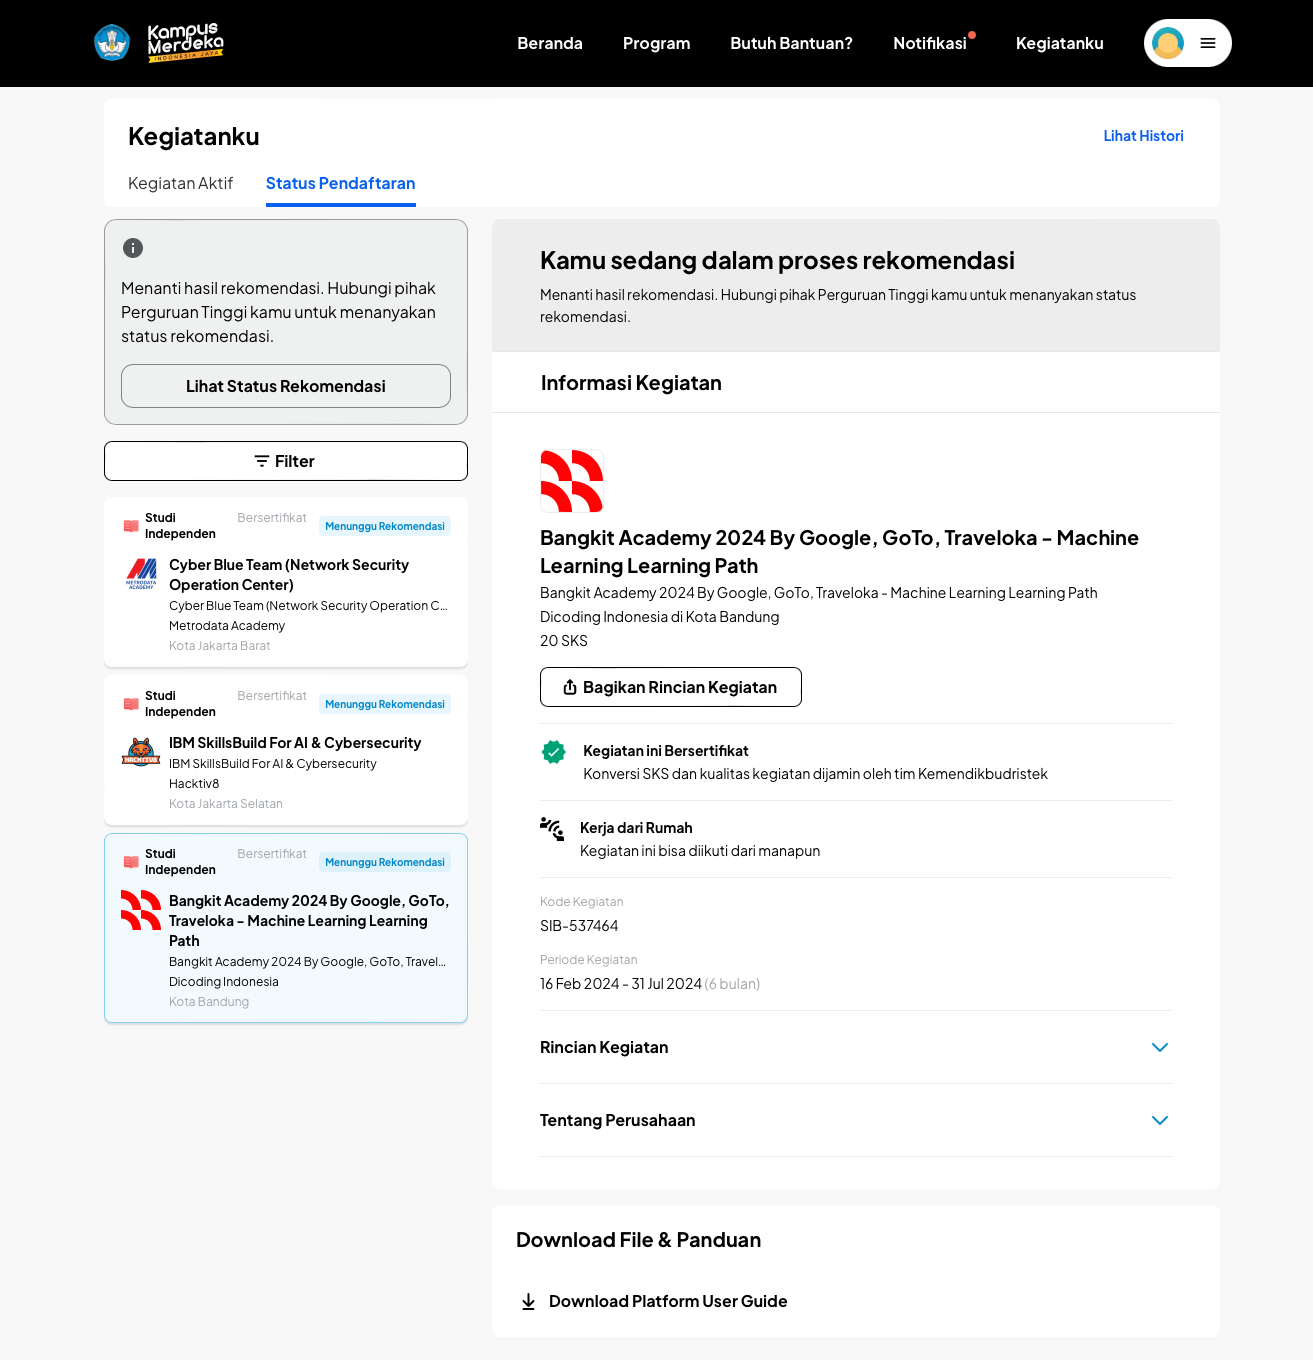 Kampus
Merdeka
INDONESIA JAYA
Beranda
Program
Butuh Bantuan?
Notifikasi
Kegiatanku
Kegiatanku
Lihat Histori
Kegiatan Aktif
Status Pendaftaran
Menanti hasil rekomendasi. Hubungi pihak
Perguruan Tinggi kamu untuk menanyakan
status rekomendasi.
Lihat Status Rekomendasi
Filter
Studi
Independen
Bersertifikat
Menunggu Rekomendasi
METRODATA
ACADEMY
Cyber Blue Team (Network Security
Operation Center)
Cyber Blue Team (Network Security Operation C...
Metrodata Academy
Kota Jakarta Barat
Studi
Independen
Bersertifikat
Menunggu Rekomendasi
HACKTIV8
IBM SkillsBuild For AI & Cybersecurity
IBM SkillsBuild For AI & Cybersecurity
Hacktiv8
Kota Jakarta Selatan
Studi
Independen
Bersertifikat
Menunggu Rekomendasi
Bangkit Academy 2024 By Google, GoTo,
Traveloka - Machine Learning Learning
Path
Bangkit Academy 2024 By Google, GoTo, Travel...
Dicoding Indonesia
Kota Bandung
Kamu sedang dalam proses rekomendasi
Menanti hasil rekomendasi. Hubungi pihak Perguruan Tinggi kamu untuk menanyakan status
rekomendasi.
Informasi Kegiatan
Bangkit Academy 2024 By Google, GoTo, Traveloka - Machine
Learning Learning Path
Bangkit Academy 2024 By Google, GoTo, Traveloka - Machine Learning Learning Path
Dicoding Indonesia di Kota Bandung
20 SKS
Bagikan Rincian Kegiatan
Kegiatan ini Bersertifikat
Konversi SKS dan kualitas kegiatan dijamin oleh tim Kemendikbudristek
Kerja dari Rumah
Kegiatan ini bisa diikuti dari manapun
Kode Kegiatan
SIB-537464
Periode Kegiatan
16 Feb 2024 - 31 Jul 2024 (6 bulan)
Rincian Kegiatan
Tentang Perusahaan
Download File & Panduan
Download Platform User Guide